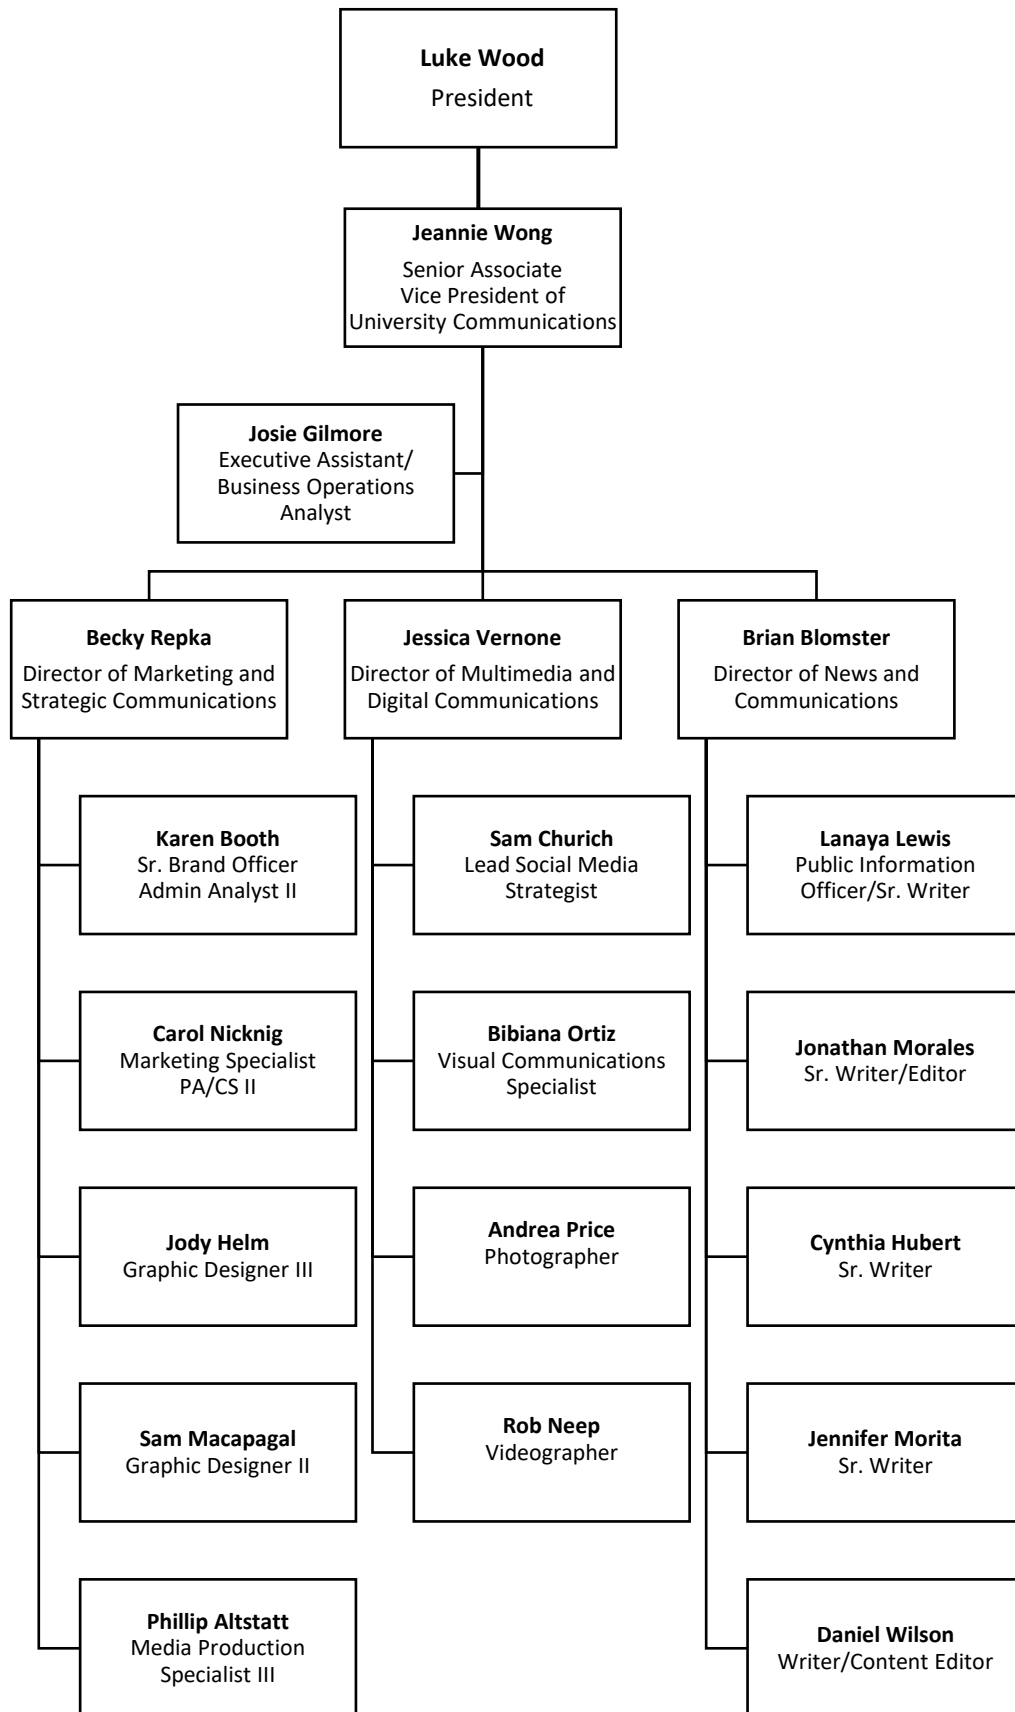 Luke Wood
President
Jeannie Wong
Senior Associate
Vice President of
University Communications
Josie Gilmore
Executive Assistant/
Business Operations
Analyst
Becky Repka
Director of Marketing and
Strategic Communications
Karen Booth
Sr. Brand Officer
Admin Analyst II
Carol Nicknig
Marketing Specialist
PA/CS II
Jody Helm
Graphic Designer III
Sam Macapagal
Graphic Designer II
Phillip Altstatt
Media Production
Specialist III
Jessica Vernone
Director of Multimedia and
Digital Communications
Sam Churich
Lead Social Media
Strategist
Bibiana Ortiz
Visual Communications
Specialist
Andrea Price
Photographer
Rob Neep
Videographer
Brian Blomster
Director of News and
Communications
Lanaya Lewis
Public Information
Officer/Sr. Writer
Jonathan Morales
Sr. Writer/Editor
Cynthia Hubert
Sr. Writer
Jennifer Morita
Sr. Writer
Daniel Wilson
Writer/Content Editor